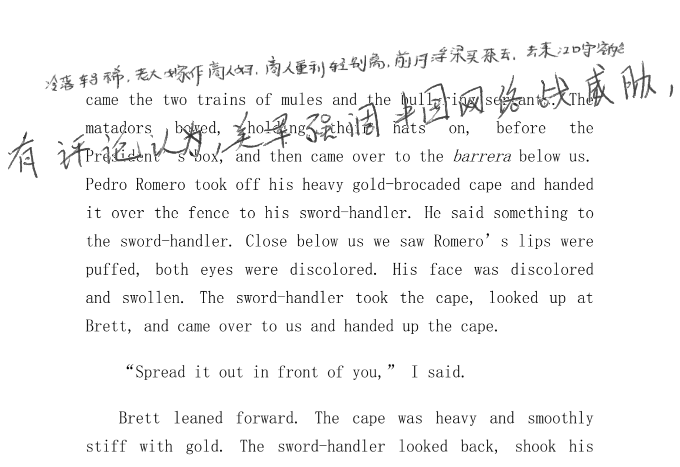 冷落车马稀，老大嫁作商人妇，商人重利轻别离，前月浮梁买茶去，去来江口守空船
came the two trains of mules and the bull-ring servants. The
有评论认为，美军强调中国网络战威胁，
matadors bowed, holding their hats on, before the
President’s box, and then came over to the barrera below us.
Pedro Romero took off his heavy gold-brocaded cape and handed
it over the fence to his sword-handler. He said something to
the sword-handler. Close below us we saw Romero’s lips were
puffed, both eyes were discolored. His face was discolored
and swollen. The sword-handler took the cape, looked up at
Brett, and came over to us and handed up the cape.
“Spread it out in front of you,” I said.
Brett leaned forward. The cape was heavy and smoothly
stiff with gold. The sword-handler looked back, shook his